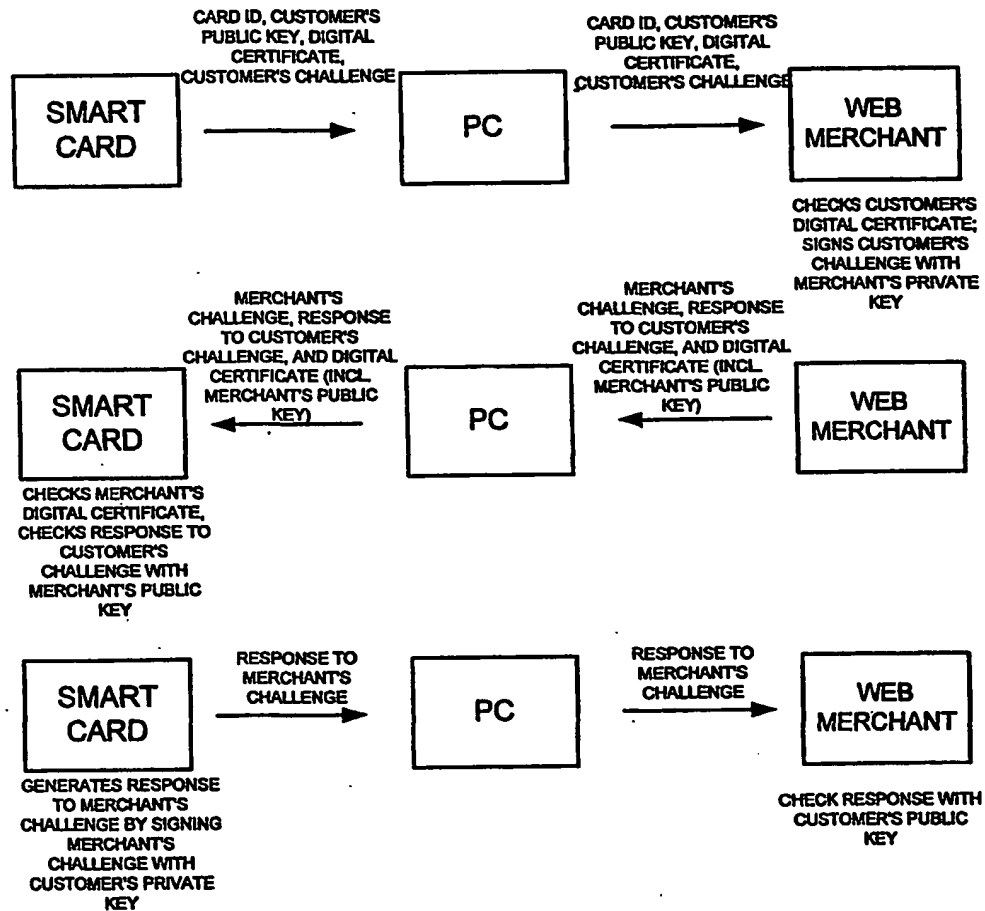 CARD ID, CUSTOMER'S
PUBLIC KEY, DIGITAL
CERTIFICATE,
CUSTOMER'S CHALLENGE
CARD ID, CUSTOMER'S
PUBLIC KEY, DIGITAL
CERTIFICATE,
CUSTOMER'S CHALLENGE
SMART
CARD
PC
WEB
MERCHANT
CHECKS CUSTOMER'S
DIGITAL CERTIFICATE;
SIGNS CUSTOMER'S
CHALLENGE WITH
MERCHANT'S PRIVATE
KEY
MERCHANT'S
CHALLENGE, RESPONSE
TO CUSTOMER'S
CHALLENGE, AND DIGITAL
CERTIFICATE (INCL.
MERCHANT'S PUBLIC
KEY)
MERCHANT'S
CHALLENGE, RESPONSE
TO CUSTOMER'S
CHALLENGE, AND DIGITAL
CERTIFICATE (INCL.
MERCHANT'S PUBLIC
KEY)
SMART
CARD
PC
WEB
MERCHANT
CHECKS MERCHANT'S
DIGITAL CERTIFICATE,
CHECKS RESPONSE TO
CUSTOMER'S
CHALLENGE WITH
MERCHANT'S PUBLIC
KEY
RESPONSE TO
MERCHANT'S
CHALLENGE
RESPONSE TO
MERCHANT'S
CHALLENGE
SMART
CARD
PC
WEB
MERCHANT
GENERATES RESPONSE
TO MERCHANT'S
CHALLENGE BY SIGNING
MERCHANT'S
CHALLENGE WITH
CUSTOMER'S PRIVATE
KEY
CHECK RESPONSE WITH
CUSTOMER'S PUBLIC
KEY